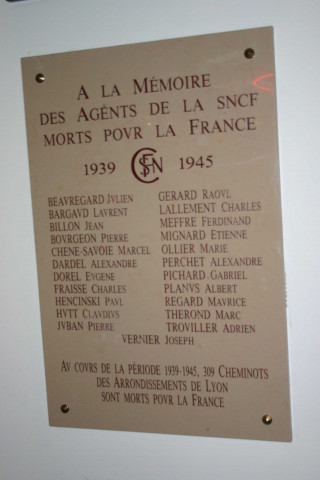 A LA MÉMOIRE
DES AGENTS DE LA SNCF
MORTS POVR LA FRANCE
1939 SNCF 1945
BEAVREGARD JVLIEN
BARGAVD LAVRENT
BILLON JEAN
BOVRGEON PIERRE
CHENE-SAVOIE MARCEL
DARDEL ALEXANDRE
DOREL EVGENE
FRAISSE CHARLES
HENCINSKI PAVL
HVTT CLAVDIVS
JVBAN PIERRE
GERARD RAOVL
LALLEMENT CHARLES
MEFFRE FERDINAND
MIGNARD ETIENNE
OLLIER MARIE
PERCHET ALEXANDRE
PICHARD GABRIEL
PLANVS ALBERT
REGARD MAVRICE
THEROND MARC
TROVILLER ADRIEN
VERNIER JOSEPH
AV COVRS DE LA PÉRIODE 1939-1945, 309 CHEMINOTS
DES ARRONDISSEMENTS DE LYON
SONT MORTS POVR LA FRANCE